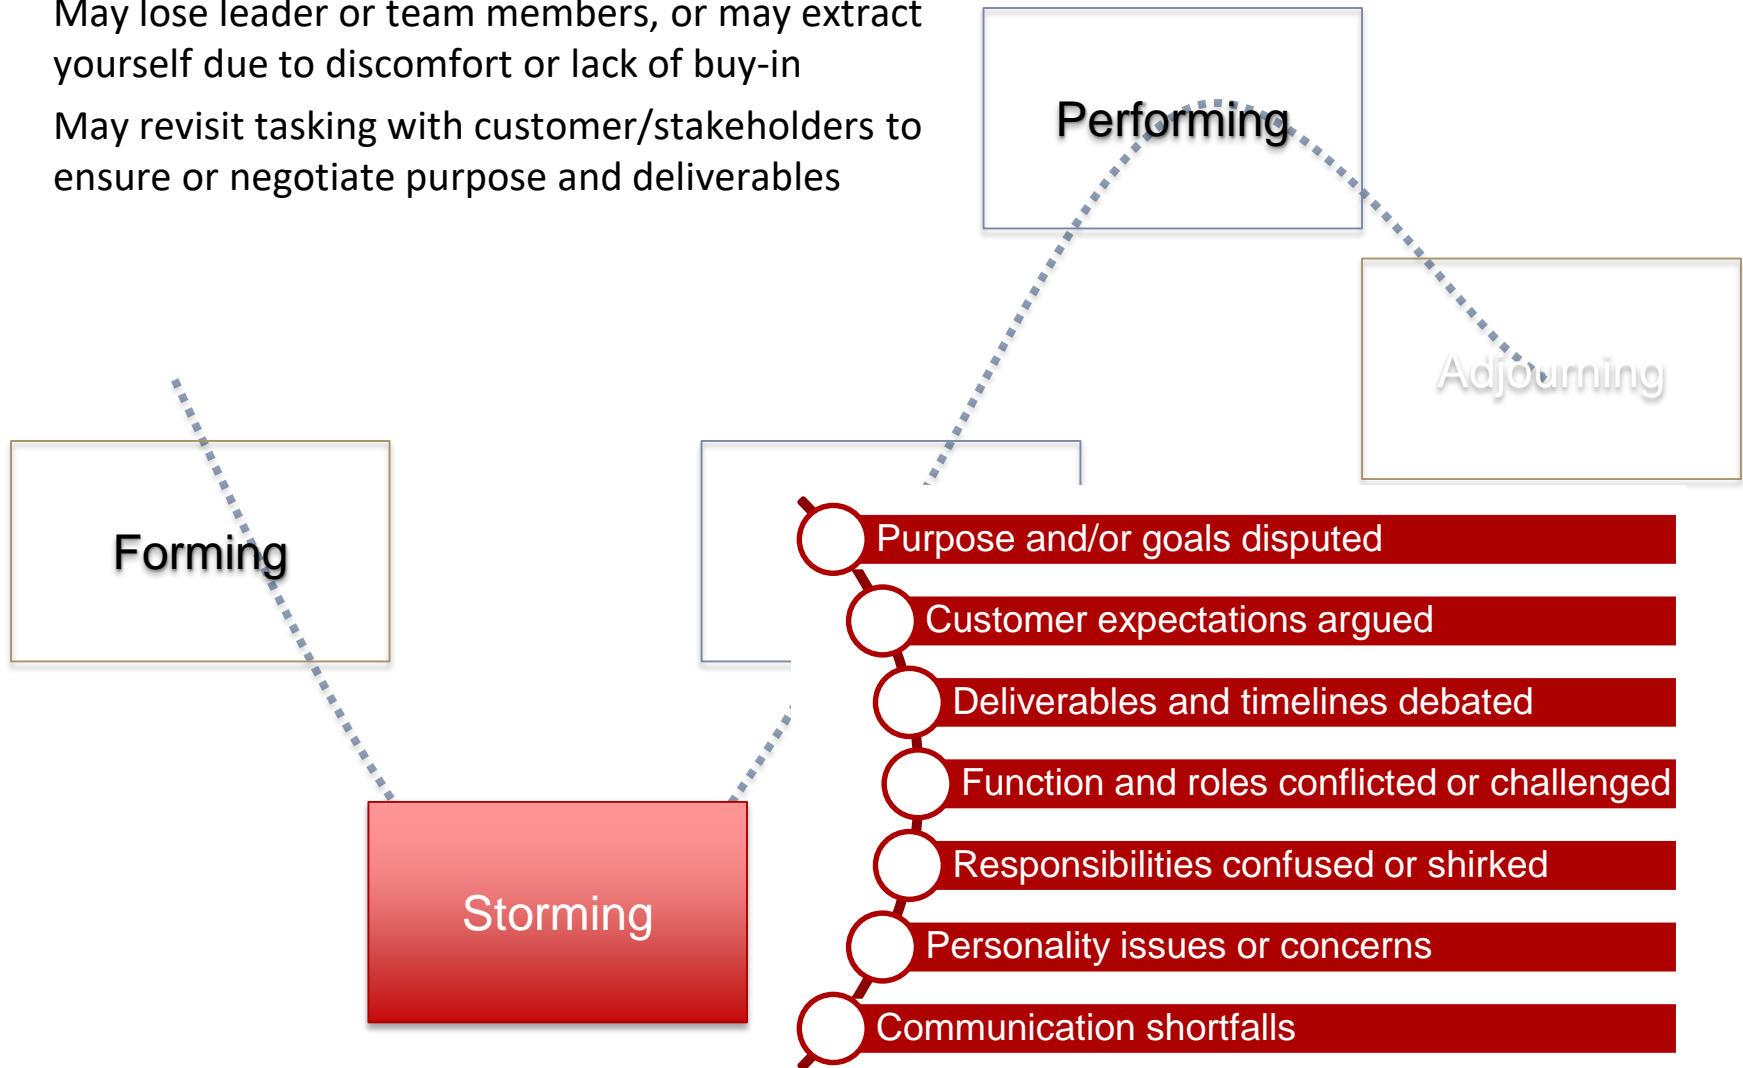 May lose leader or team members, or may extract
yourself due to discomfort or lack of buy-in
May revisit tasking with customer/stakeholders to
ensure or negotiate purpose and deliverables
Performing
Adjourning
Forming
Storming
Purpose and/or goals disputed
Customer expectations argued
Deliverables and timelines debated
Function and roles conflicted or challenged
Responsibilities confused or shirked
Personality issues or concerns
Communication shortfalls